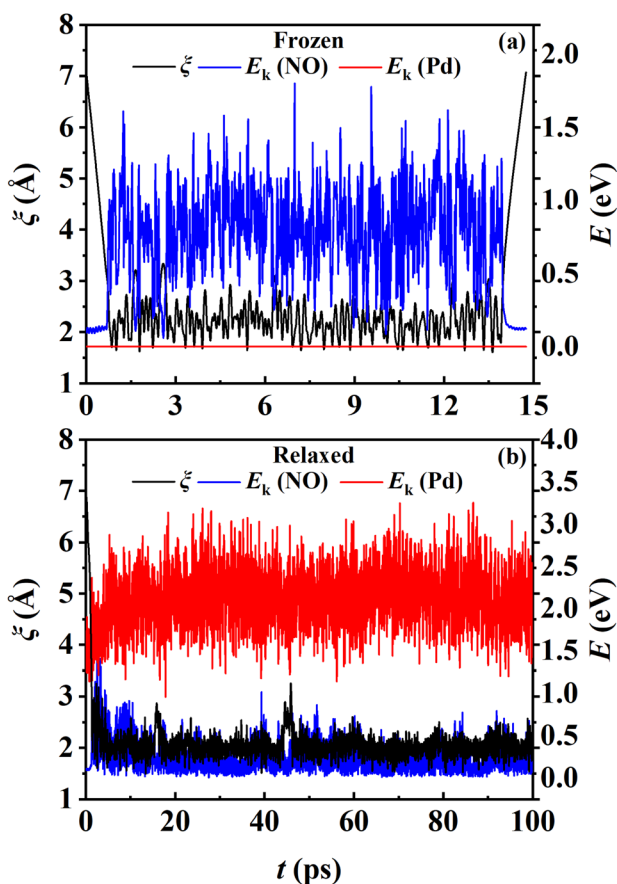 Frozen (a)
ξ Eₖ (NO) Eₖ (Pd)
8
7
6
5
4
3
2
1
ξ (Å)
2.0
1.5
1.0
0.5
0.0
E (eV)
0 3 6 9 12 15
Relaxed (b)
ξ Eₖ (NO) Eₖ (Pd)
8
7
6
5
4
3
2
1
ξ (Å)
4.0
3.5
3.0
2.5
2.0
1.5
1.0
0.5
0.0
E (eV)
0 20 40 60 80 100
t (ps)